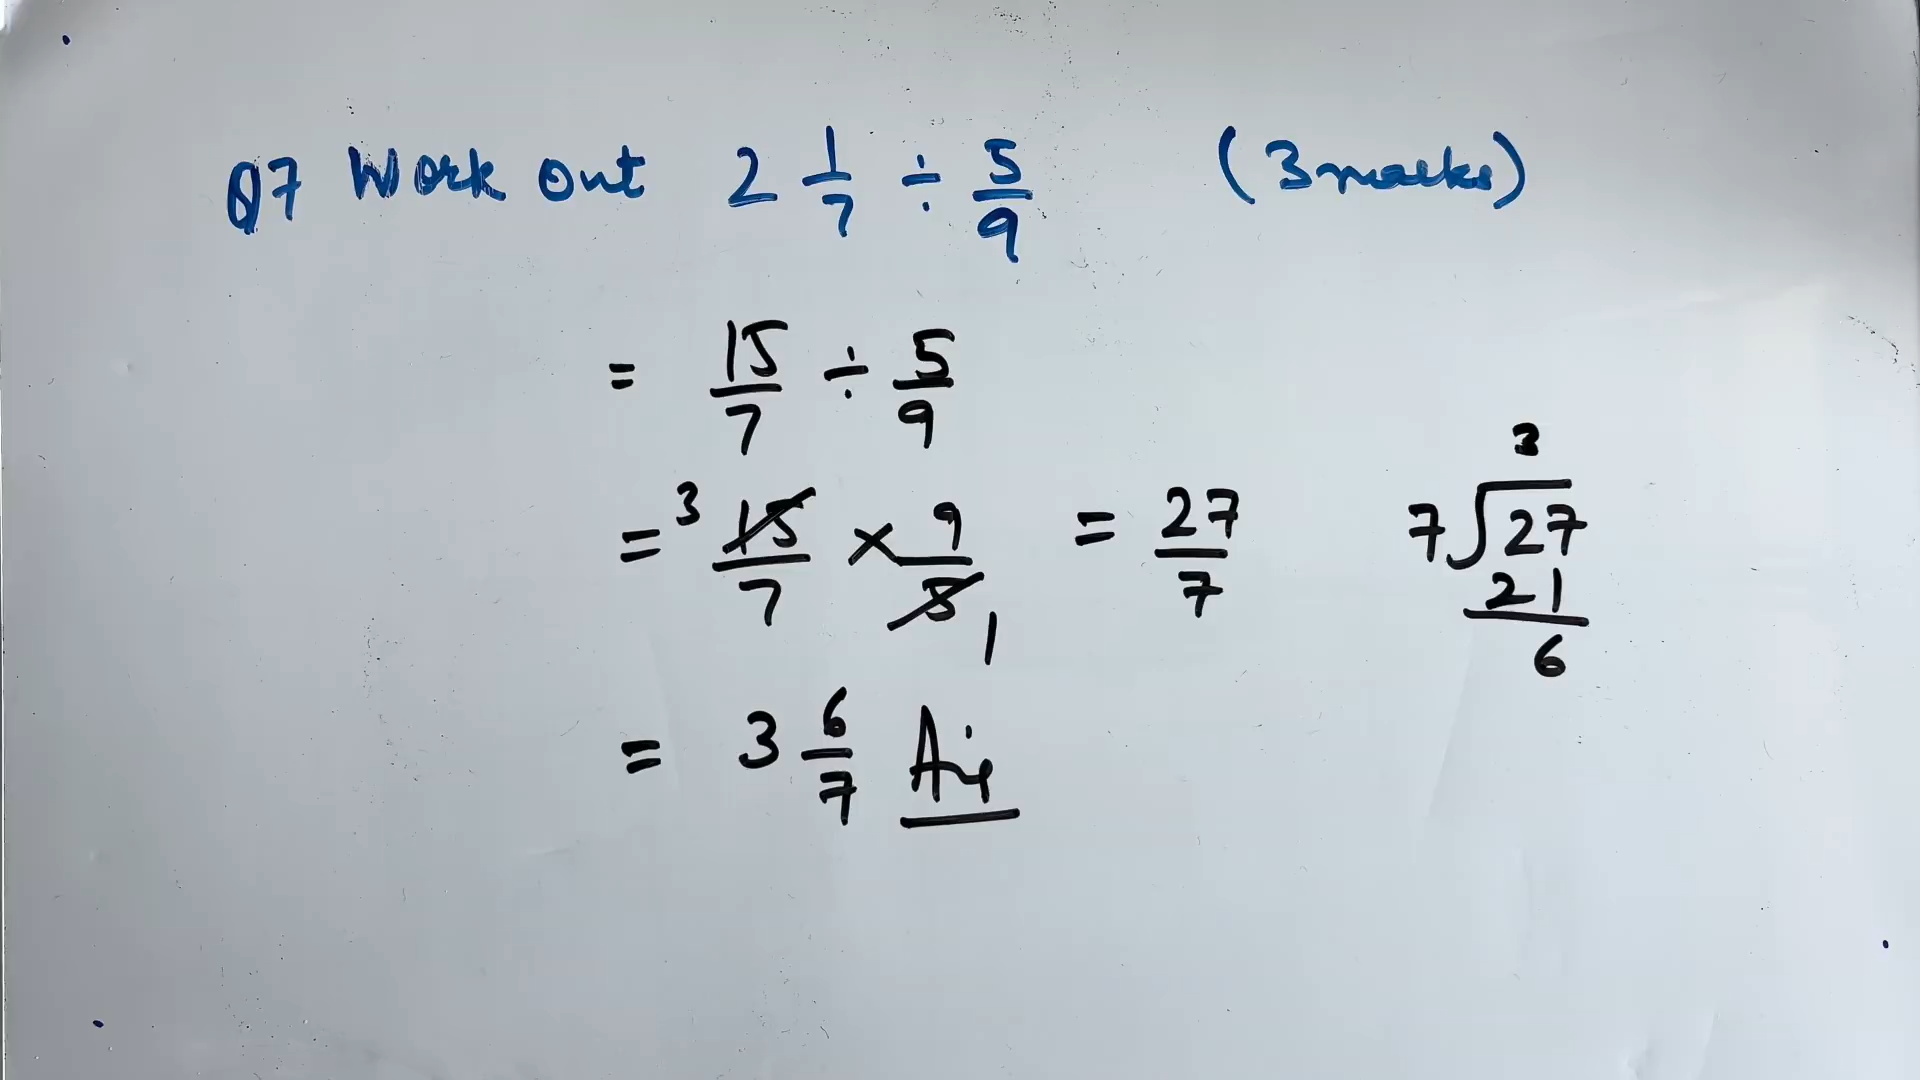 Q7 Work out 2 1/7 ÷ 5/9 (3 marks)
= 15/7 ÷ 5/9
= 3 15/7 × 9/5 1 = 27/7
3
7 27
21
6
= 3 6/7